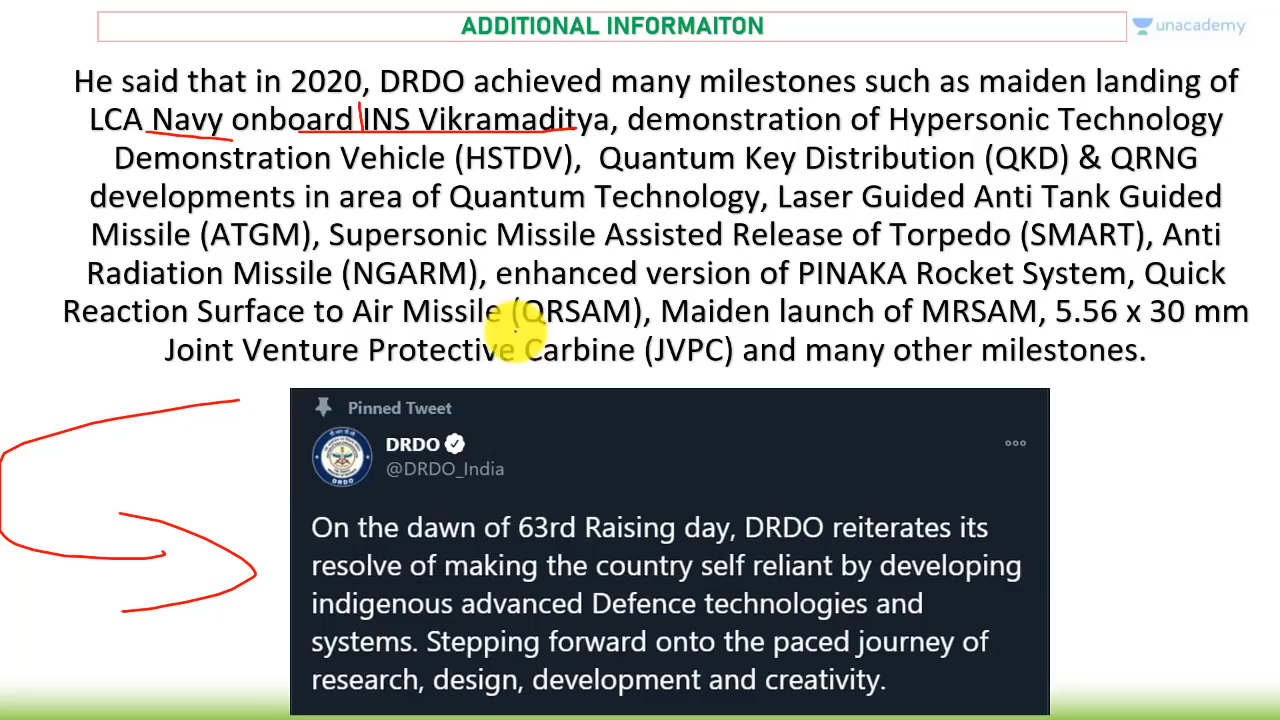 ADDITIONAL INFORMAITON
unacademy
He said that in 2020, DRDO achieved many milestones such as maiden landing of
LCA Navy onboard INS Vikramaditya, demonstration of Hypersonic Technology
Demonstration Vehicle (HSTDV), Quantum Key Distribution (QKD) & QRNG
developments in area of Quantum Technology, Laser Guided Anti Tank Guided
Missile (ATGM), Supersonic Missile Assisted Release of Torpedo (SMART), Anti
Radiation Missile (NGARM), enhanced version of PINAKA Rocket System, Quick
Reaction Surface to Air Missile (QRSAM), Maiden launch of MRSAM, 5.56 x 30 mm
Joint Venture Protective Carbine (JVPC) and many other milestones.
Pinned Tweet
DRDO
@DRDO_India
On the dawn of 63rd Raising day, DRDO reiterates its
resolve of making the country self reliant by developing
indigenous advanced Defence technologies and
systems. Stepping forward onto the paced journey of
research, design, development and creativity.